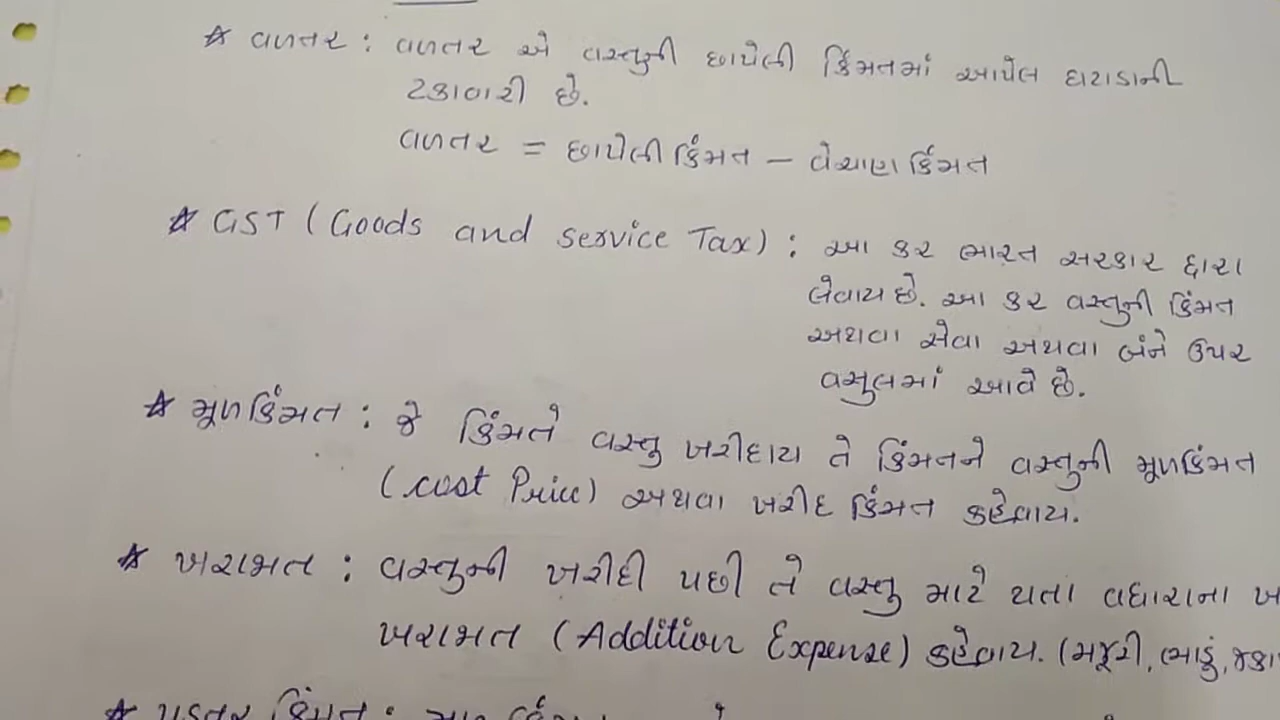 * વળતર : વળતર એ વસ્તુની છાપેલી કિંમતમાં આપેલ ઘટાડાની
ટકાવારી છે.
વળતર = છાપેલી કિંમત - વેચાણ કિંમત
* GST ( Goods and service Tax) : આ કર ભારત સરકાર દ્વારા
લેવાય છે. આ કર વસ્તુની કિંમત
અથવા સેવા અથવા બંને ઉપર
વસુલમાં આવે છે.
* મૂળકિંમત : જે કિંમતે વસ્તુ ખરીદાય તે કિંમતને વસ્તુની મૂળકિંમત
(cost Price) અથવા ખરીદ કિંમત કહેવાય.
* ખરાજાત : વસ્તુની ખરીદી પછી તે વસ્તુ માટે થતા વધારાના
ખરાજાત (Addition Expense) કહેવાય. (મજૂરી, ભાડું,
* પડતર કિંમત :